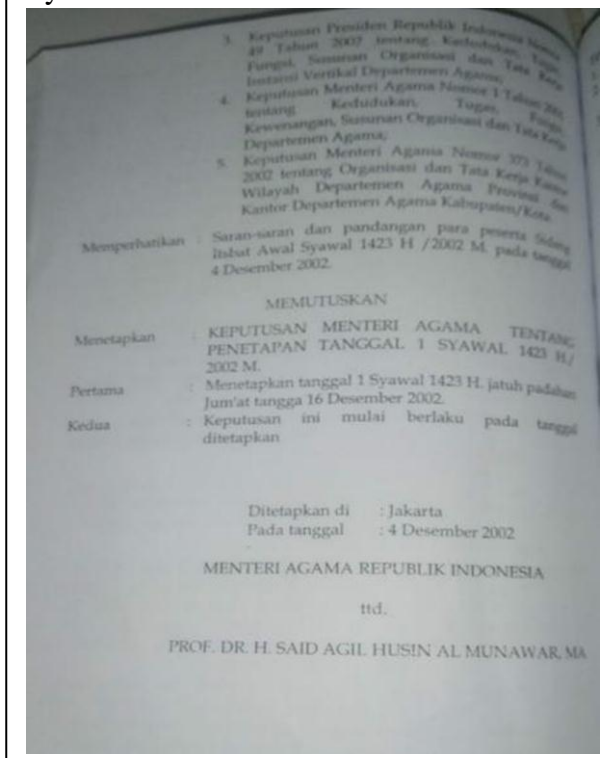 3. Keputusan Presiden Republik Indonesia Nomor
49 Tahun 2002 tentang Kedudukan, Tugas,
Fungsi, Susunan Organisasi dan Tata Kerja
Instansi Vertikal Departemen Agama;
4. Keputusan Menteri Agama Nomor 1 Tahun
tentang Kedudukan, Tugas, Fungsi,
Kewenangan, Susunan Organisasi dan Tata Kerja
Departemen Agama;
5. Keputusan Menteri Agama Nomor 373 Tahun
2002 tentang Organisasi dan Tata Kerja Kantor
Wilayah Departemen Agama Provinsi dan
Kantor Departemen Agama Kabupaten/Kota.
Memperhatikan : Saran-saran dan pandangan para peserta Sidang
Itsbat Awal Syawal 1423 H /2002 M. pada tanggal
4 Desember 2002.
MEMUTUSKAN
Menetapkan : KEPUTUSAN MENTERI AGAMA TENTANG
PENETAPAN TANGGAL 1 SYAWAL 1423 H./
2002 M.
Pertama : Menetapkan tanggal 1 Syawal 1423 H. jatuh pada hari
Jum'at tangga 16 Desember 2002.
Kedua : Keputusan ini mulai berlaku pada tanggal
ditetapkan
Ditetapkan di : Jakarta
Pada tanggal : 4 Desember 2002
MENTERI AGAMA REPUBLIK INDONESIA
ttd.
PROF. DR. H. SAID AGIL HUSIN AL MUNAWAR, MA